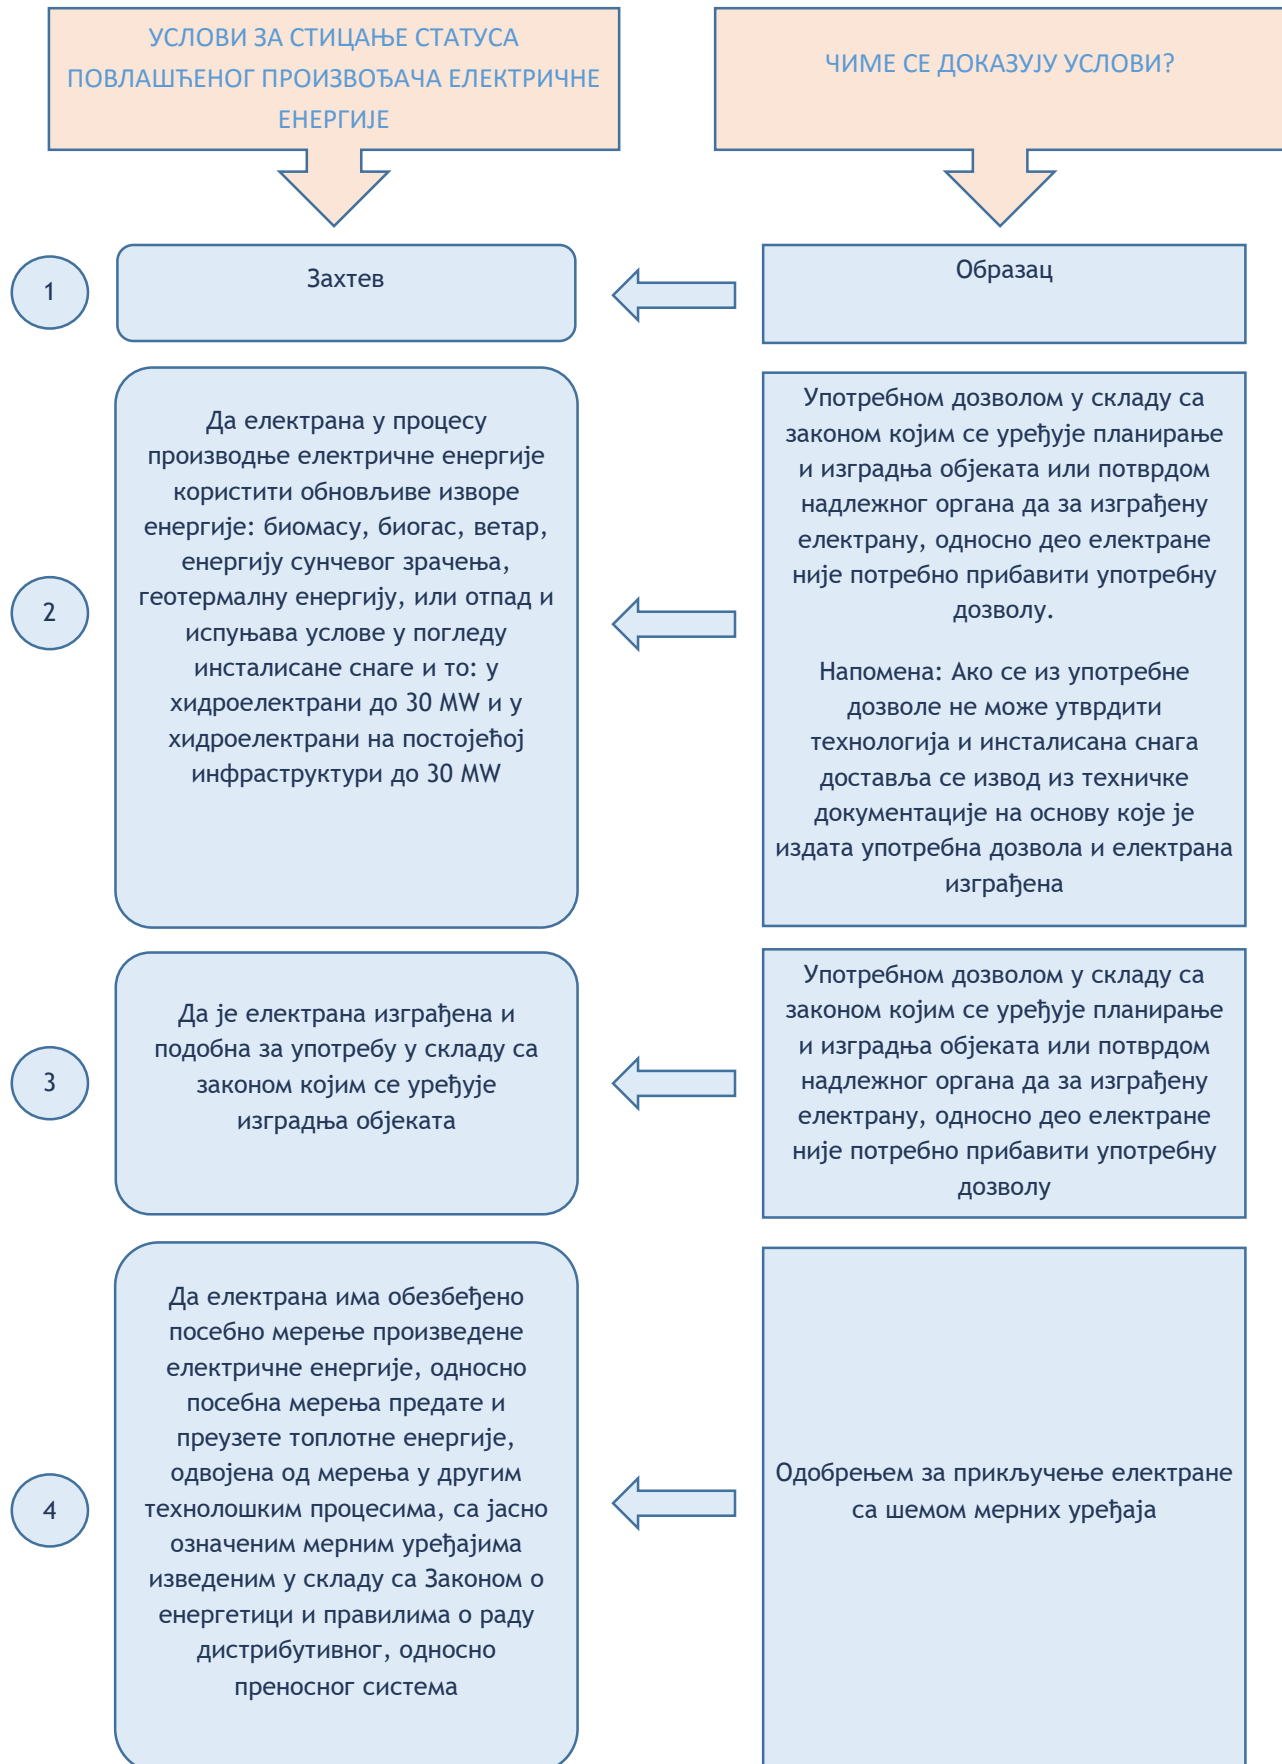 УСЛОВИ ЗА СТИЦАЊЕ СТАТУСА
ПОВЛАШЋЕНОГ ПРОИЗВОЂАЧА ЕЛЕКТРИЧНЕ
ЕНЕРГИЈЕ
ЧИМЕ СЕ ДОКАЗУЈУ УСЛОВИ?
1
Захтев
Образац
2
Да електрана у процесу
производње електричне енергије
користити обновљиве изворе
енергије: биомасу, биогас, ветар,
енергију сунчевог зрачења,
геотермалну енергију, или отпад и
испуњава услове у погледу
инсталисане снаге и то: у
хидроелектрани до 30 MW и у
хидроелектрани на постојећој
инфраструктури до 30 MW
Употребном дозволом у складу са
законом којим се уређује планирање
и изградња објеката или потврдом
надлежног органа да за изграђену
електрану, односно део електране
није потребно прибавити употребну
дозволу.
Напомена: Ако се из употребне
дозволе не може утврдити
технологија и инсталисана снага
доставља се извод из техничке
документације на основу које је
издата употребна дозвола и електрана
изграђена
3
Да је електрана изграђена и
подобна за употребу у складу са
законом којим се уређује
изградња објеката
Употребном дозволом у складу са
законом којим се уређује планирање
и изградња објеката или потврдом
надлежног органа да за изграђену
електрану, односно део електране
није потребно прибавити употребну
дозволу
4
Да електрана има обезбеђено
посебно мерење произведене
електричне енергије, односно
посебна мерења предате и
преузете топлотне енергије,
одвојена од мерења у другим
технолошким процесима, са јасно
означеним мерним уређајима
изведеним у складу са Законом о
енергетици и правилима о раду
дистрибутивног, односно
преносног система
Одобрењем за прикључење електране
са шемом мерних уређаја